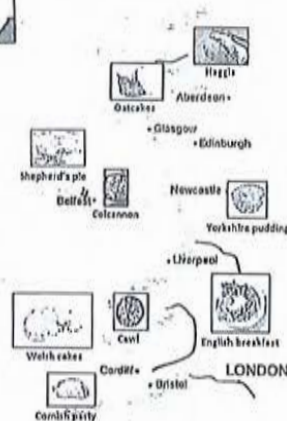 Haggis
Oatcakes
Aberdeen
Glasgow
Edinburgh
Shepherd's pie
Belfast
Colcannon
Newcastle
Yorkshire pudding
Liverpool
Welsh cakes
Cawl
English breakfast
Cardiff
LONDON
Bristol
Cornish pasty